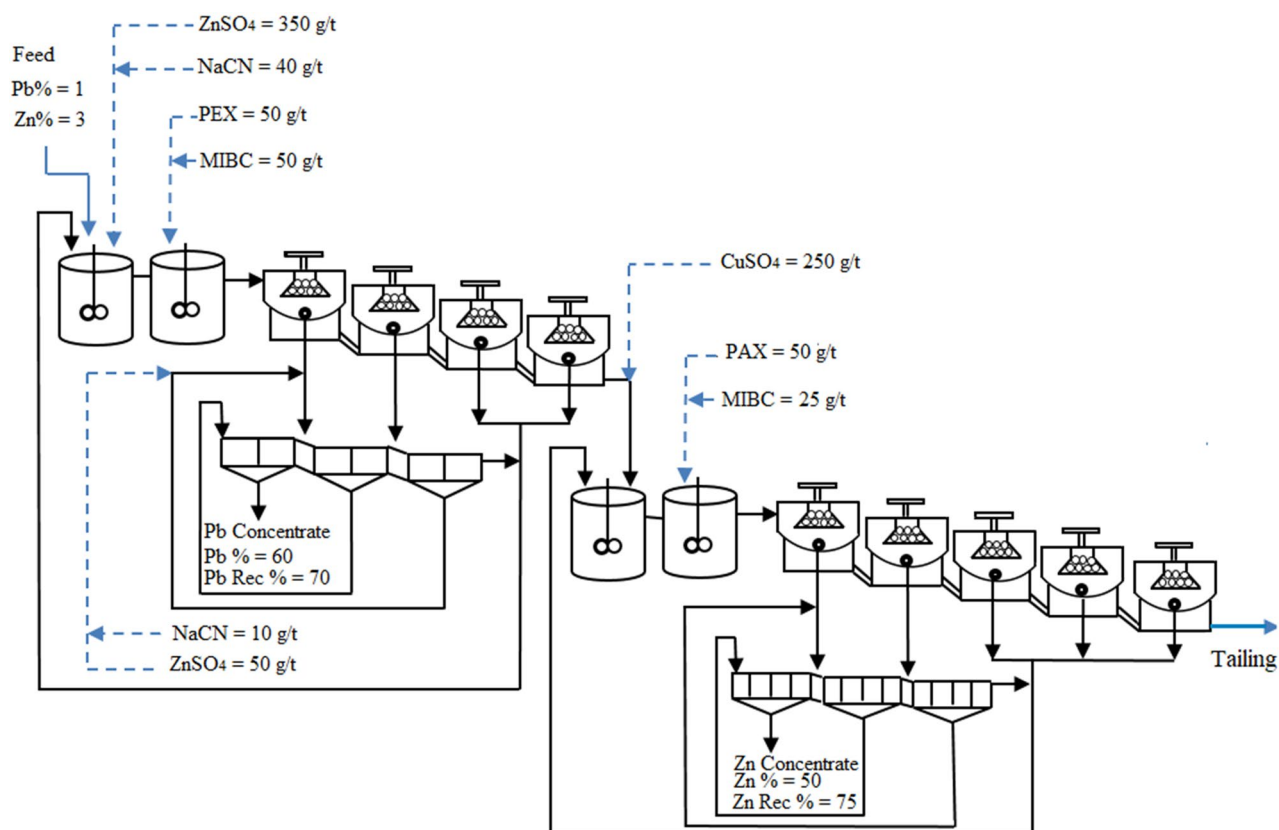 ZnSO4 = 350 g/t
Feed
Pb% = 1
Zn% = 3
NaCN = 40 g/t
PEX = 50 g/t
MIBC = 50 g/t
CuSO4 = 250 g/t
PAX = 50 g/t
MIBC = 25 g/t
Pb Concentrate
Pb % = 60
Pb Rec % = 70
NaCN = 10 g/t
ZnSO4 = 50 g/t
Tailing
Zn Concentrate
Zn % = 50
Zn Rec % = 75